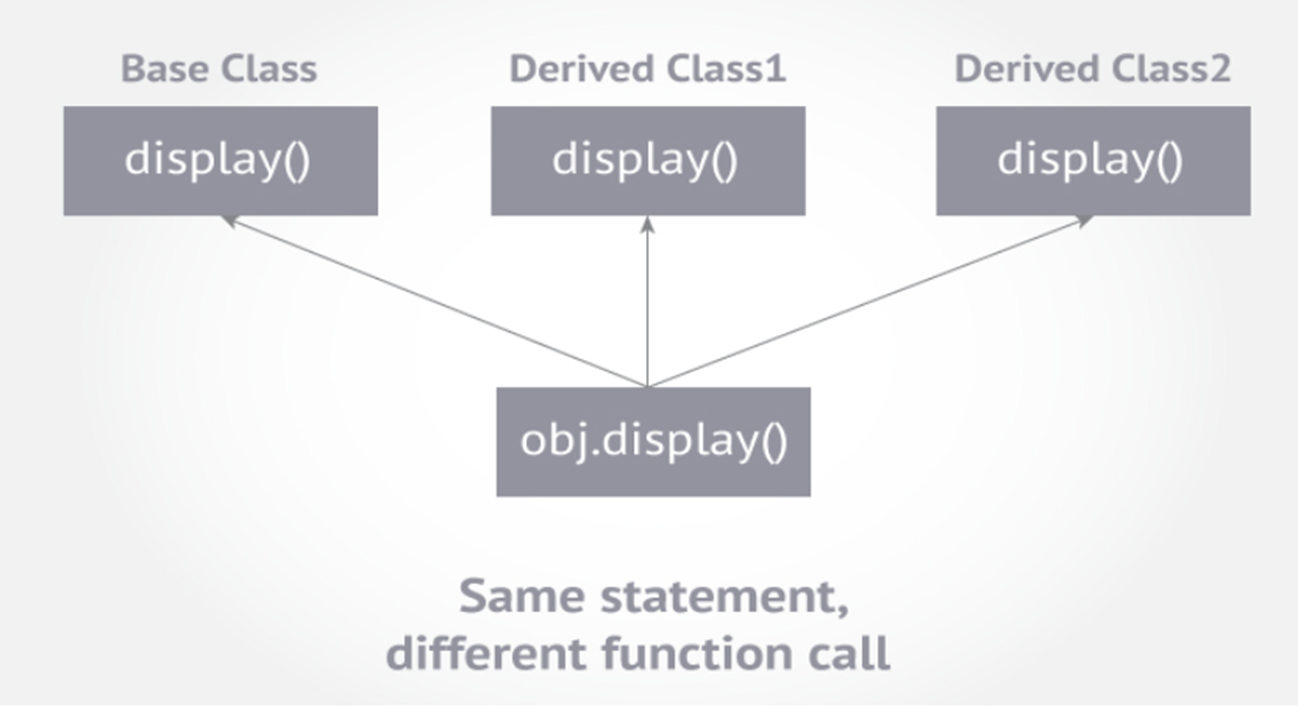 Base Class
Derived Class1
Derived Class2
display()
display()
display()
obj.display()
Same statement,
different function call